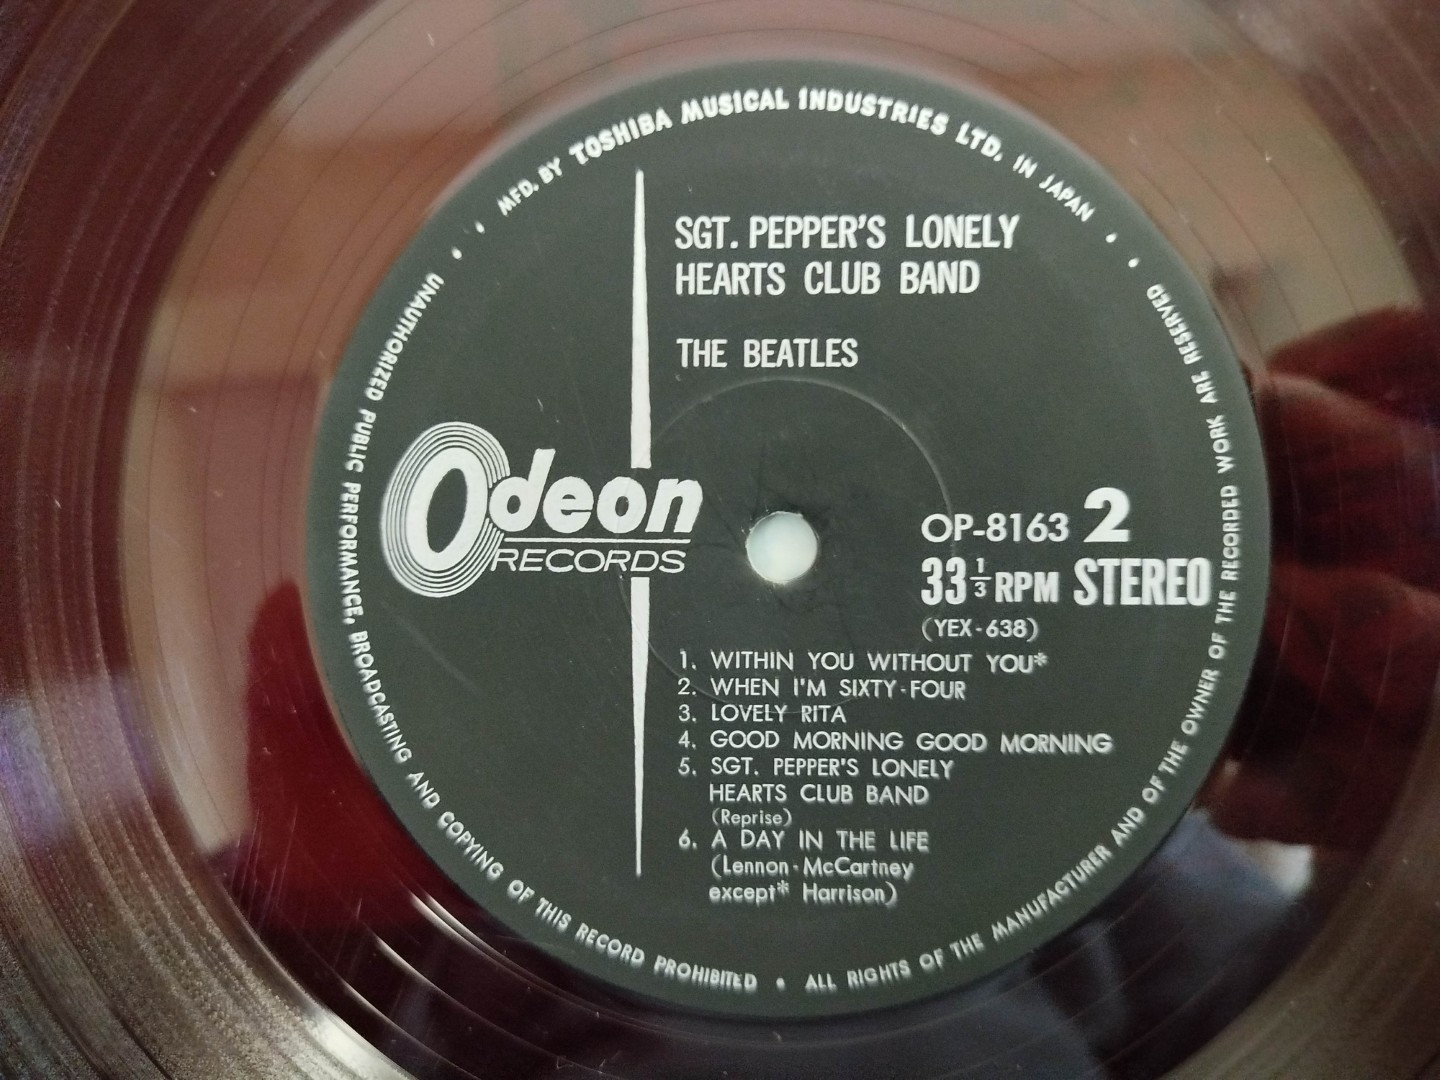 MFD. BY TOSHIBA MUSICAL INDUSTRIES LTD. IN JAPAN
SGT. PEPPER'S LONELY
HEARTS CLUB BAND
THE BEATLES
Odeon
RECORDS
OP-8163 2
33 1/3 RPM STEREO
(YEX-638)
1. WITHIN YOU WITHOUT YOU*
2. WHEN I'M SIXTY-FOUR
3. LOVELY RITA
4. GOOD MORNING GOOD MORNING
5. SGT. PEPPER'S LONELY
HEARTS CLUB BAND
(Reprise)
6. A DAY IN THE LIFE
(Lennon-McCartney
except* Harrison)
UNAUTHORIZED PUBLIC PERFORMANCE, BROADCASTING AND COPYING OF THIS RECORD PROHIBITED • ALL RIGHTS OF THE MANUFACTURER AND OF THE OWNER OF THE RECORDED WORK ARE RESERVED